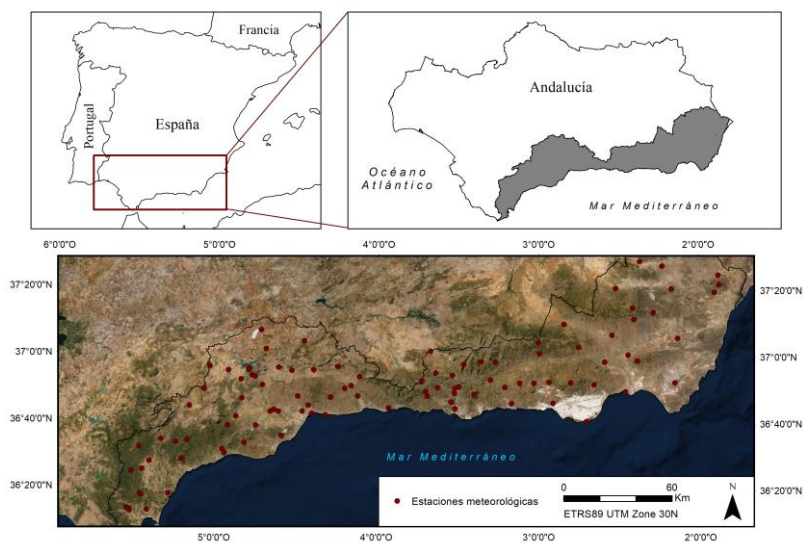 Francia
Portugal
España
Andalucía
Océano
Atlántico
Mar Mediterráneo
6°0'0"O 5°0'0"O 4°0'0"O 3°0'0"O 2°0'0"O
37°20'0"N 37°20'0"N
37°0'0"N 37°0'0"N
36°40'0"N 36°40'0"N
36°20'0"N 36°20'0"N
Mar Mediterráneo
Estaciones meteorológicas
0 60
Km
ETRS89 UTM Zone 30N
N
5°0'0"O 4°0'0"O 3°0'0"O 2°0'0"O